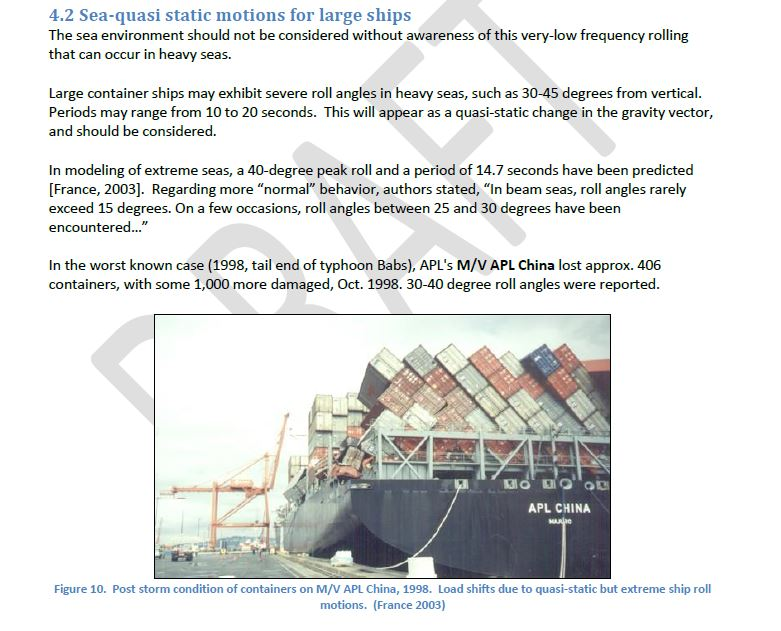 4.2 Sea-quasi static motions for large ships
The sea environment should not be considered without awareness of this very-low frequency rolling
that can occur in heavy seas.
Large container ships may exhibit severe roll angles in heavy seas, such as 30-45 degrees from vertical.
Periods may range from 10 to 20 seconds.  This will appear as a quasi-static change in the gravity vector,
and should be considered.
In modeling of extreme seas, a 40-degree peak roll and a period of 14.7 seconds have been predicted
[France, 2003].  Regarding more “normal” behavior, authors stated, “In beam seas, roll angles rarely
exceed 15 degrees. On a few occasions, roll angles between 25 and 30 degrees have been
encountered…”
In the worst known case (1998, tail end of typhoon Babs), APL's M/V APL China lost approx. 406
containers, with some 1,000 more damaged, Oct. 1998. 30-40 degree roll angles were reported.
DRAFT
APL CHINA
Figure 10.  Post storm condition of containers on M/V APL China, 1998.  Load shifts due to quasi-static but extreme ship roll
motions.  (France 2003)